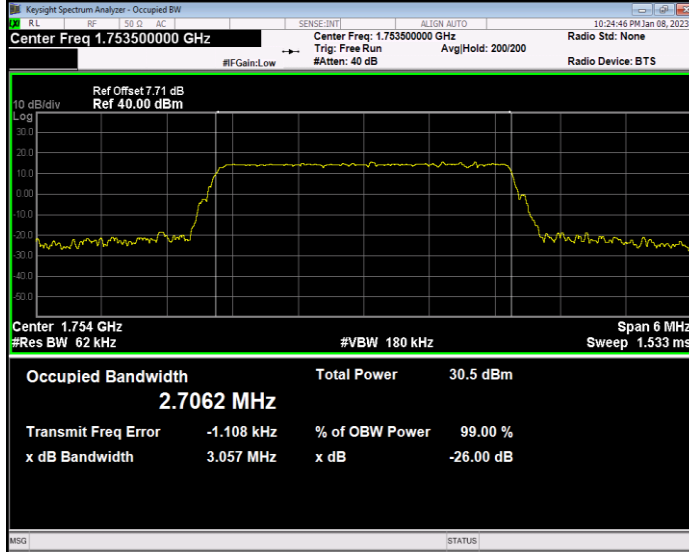 Keysight Spectrum Analyzer - Occupied BW
RL RF 50 Ω AC SENSE:INT ALIGN AUTO 10:24:46 PM Jan 08, 2023
Center Freq 1.753500000 GHz Center Freq: 1.753500000 GHz Radio Std: None
Trig: Free Run Avg|Hold: 200/200
#IFGain:Low #Atten: 40 dB Radio Device: BTS
Ref Offset 7.71 dB
10 dB/div Ref 40.00 dBm
Log
30.0
20.0
10.0
0.00
-10.0
-20.0
-30.0
-40.0
-50.0
Center 1.754 GHz Span 6 MHz
#Res BW 62 kHz #VBW 180 kHz Sweep 1.533 ms
Occupied Bandwidth Total Power 30.5 dBm
2.7062 MHz
Transmit Freq Error -1.108 kHz % of OBW Power 99.00 %
x dB Bandwidth 3.057 MHz x dB -26.00 dB
MSG STATUS